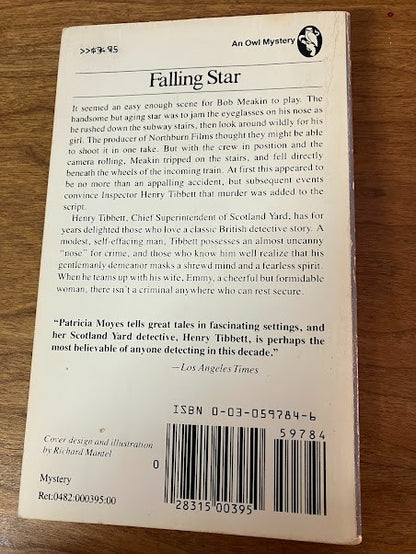 >>$3.95
An Owl Mystery
Falling Star
It seemed an easy enough scene for Bob Meakin to play. The
handsome but aging star was to jam the eyeglasses on his nose as
he rushed down the subway stairs, then look around wildly for his
girl. The producer of Northburn Films thought they might be able
to shoot it in one take. But with the crew in position and the
camera rolling, Meakin tripped on the stairs, and fell directly
beneath the wheels of the incoming train. At first this appeared to
be no more than an appalling accident, but subsequent events
convince Inspector Henry Tibbett that murder was added to the
script.
Henry Tibbett, Chief Superintendent of Scotland Yard, has for
years delighted those who love a classic British detective story. A
modest, self-effacing man, Tibbett possesses an almost uncanny
"nose" for crime, and those who know him well realize that his
gentlemanly demeanor masks a shrewd mind and a fearless spirit.
When he teams up with his wife, Emmy, a cheerful but formidable
woman, there isn't a criminal anywhere who can rest secure.
"Patricia Moyes tells great tales in fascinating settings, and
her Scotland Yard detective, Henry Tibbett, is perhaps the
most believable of anyone detecting in this decade."
—Los Angeles Times
ISBN 0-03-059784-6
59784
Cover design and illustration
by Richard Mantel
0
28315 00395
Mystery
Ret:0482:000395:00